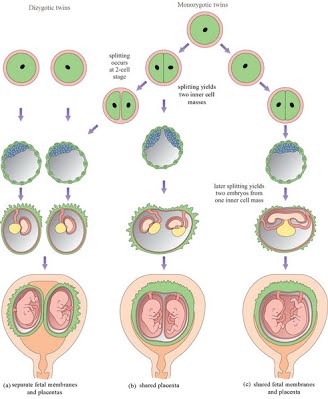 Dizygotic twins
Monozygotic twins
splitting
occurs
at 2-cell
stage
splitting yields
two inner cell
masses
later splitting yields
two embryos from
one inner cell mass
(a) separate fetal membranes
and placentas
(b) shared placenta
(c) shared fetal membranes
and placenta